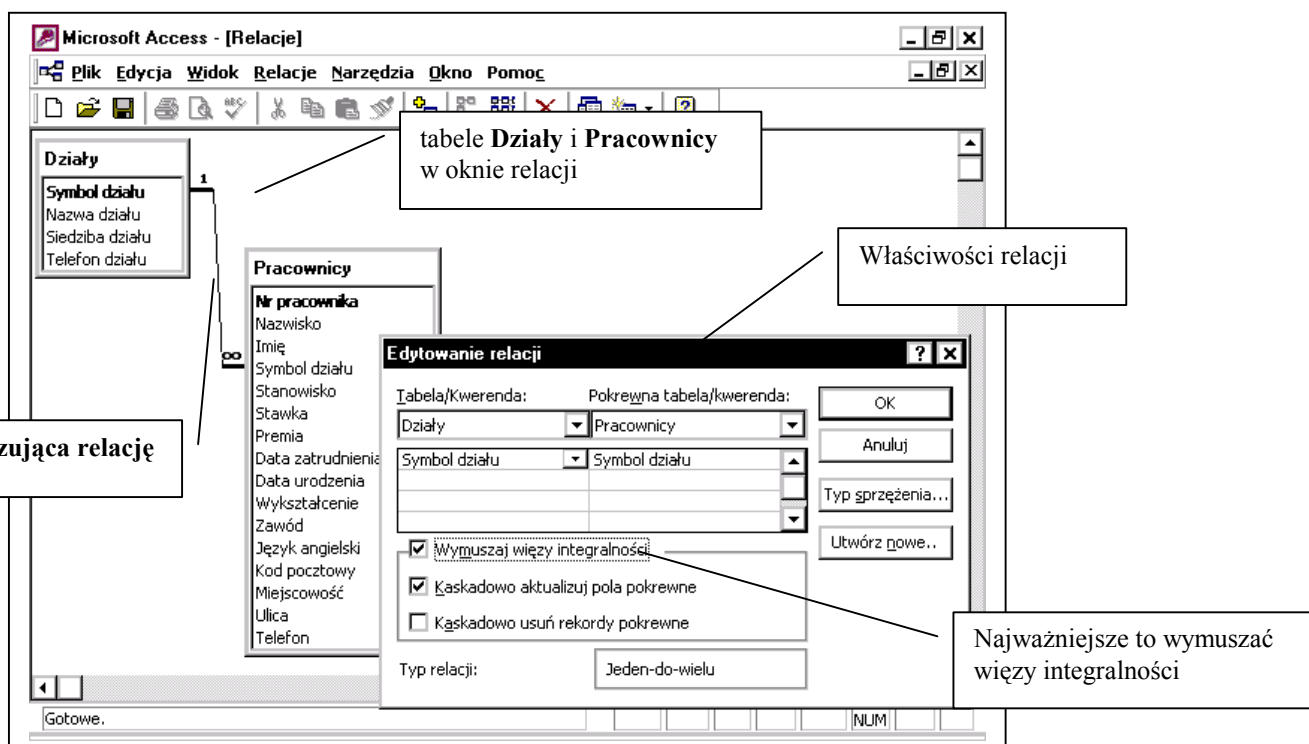 Microsoft Access - [Relacje]
Plik Edycja Widok Relacje Narzędzia Okno Pomoc
tabele Działy i Pracownicy
w oknie relacji
Działy
1
Symbol działu
Nazwa działu
Siedziba działu
Telefon działu
Właściwości relacji
Pracownicy
Nr pracownika
Nazwisko
Imię
∞
Symbol działu
Stanowisko
Stawka
Premia
Data zatrudnienia
Data urodzenia
Wykształcenie
Zawód
Język angielski
Kod pocztowy
Miejscowość
Ulica
Telefon
zująca relację
Edytowanie relacji
Tabela/Kwerenda: Pokrewna tabela/kwerenda:
Działy Pracownicy
Symbol działu Symbol działu
OK
Anuluj
Typ sprzężenia...
Utwórz nowe..
Wymuszaj więzy integralności
Kaskadowo aktualizuj pola pokrewne
Kaskadowo usuń rekordy pokrewne
Typ relacji: Jeden-do-wielu
Najważniejsze to wymuszać
więzy integralności
Gotowe. NUM